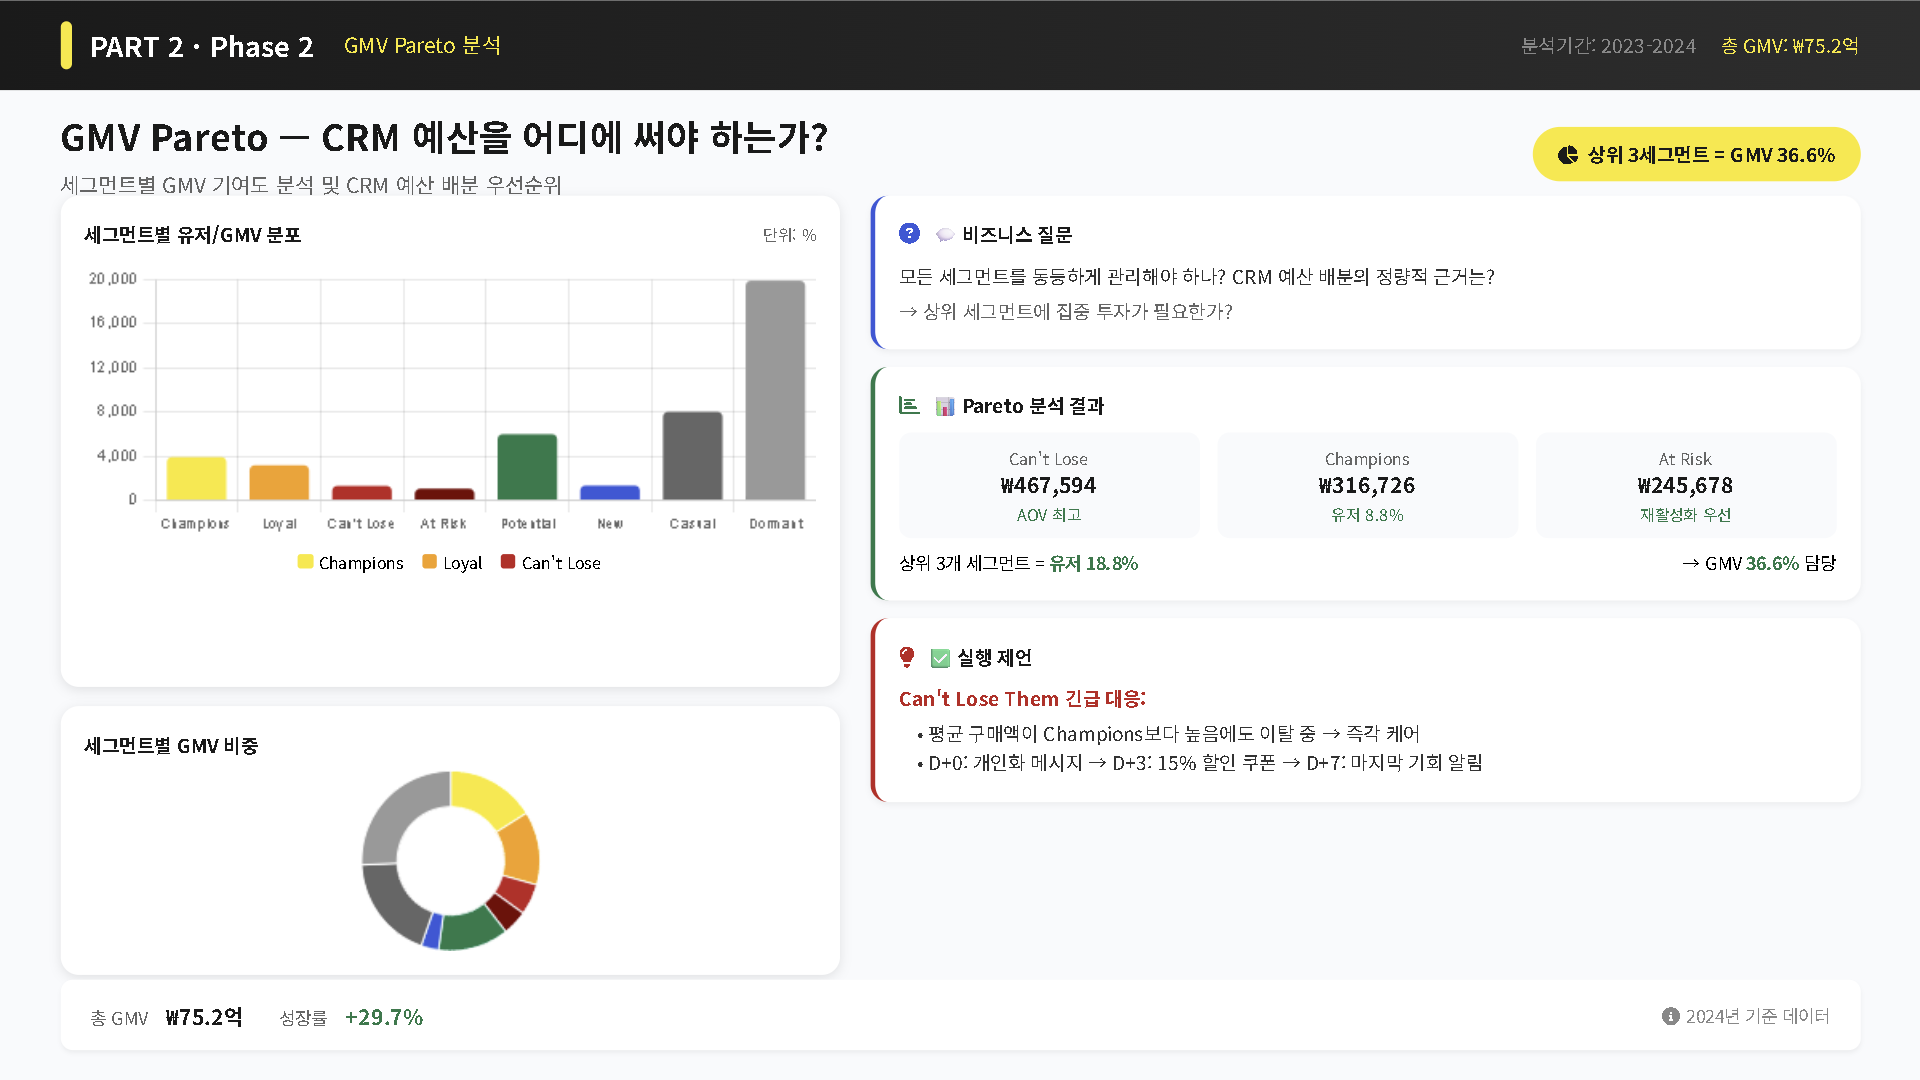 PART 2 · Phase 2
GMV Pareto 분석
분석기간: 2023-2024
총 GMV: ₩75.2억
GMV Pareto — CRM 예산을 어디에 써야 하는가?
세그먼트별 GMV 기여도 분석 및 CRM 예산 배분 우선순위
상위 3세그먼트 = GMV 36.6%
세그먼트별 유저/GMV 분포
단위: %
20,000
16,000
12,000
8,000
4,000
0
Champions
Loyal
Can't Lose
At Risk
Potential
New
Casual
Dormant
Champions
Loyal
Can't Lose
세그먼트별 GMV 비중
비즈니스 질문
모든 세그먼트를 동등하게 관리해야 하나? CRM 예산 배분의 정량적 근거는?
→ 상위 세그먼트에 집중 투자가 필요한가?
Pareto 분석 결과
Can't Lose
₩467,594
AOV 최고
Champions
₩316,726
유저 8.8%
At Risk
₩245,678
재활성화 우선
상위 3개 세그먼트 = 유저 18.8%
→ GMV 36.6% 담당
실행 제언
Can't Lose Them 긴급 대응:
• 평균 구매액이 Champions보다 높음에도 이탈 중 → 즉각 케어
• D+0: 개인화 메시지 → D+3: 15% 할인 쿠폰 → D+7: 마지막 기회 알림
총 GMV ₩75.2억
성장률 +29.7%
2024년 기준 데이터